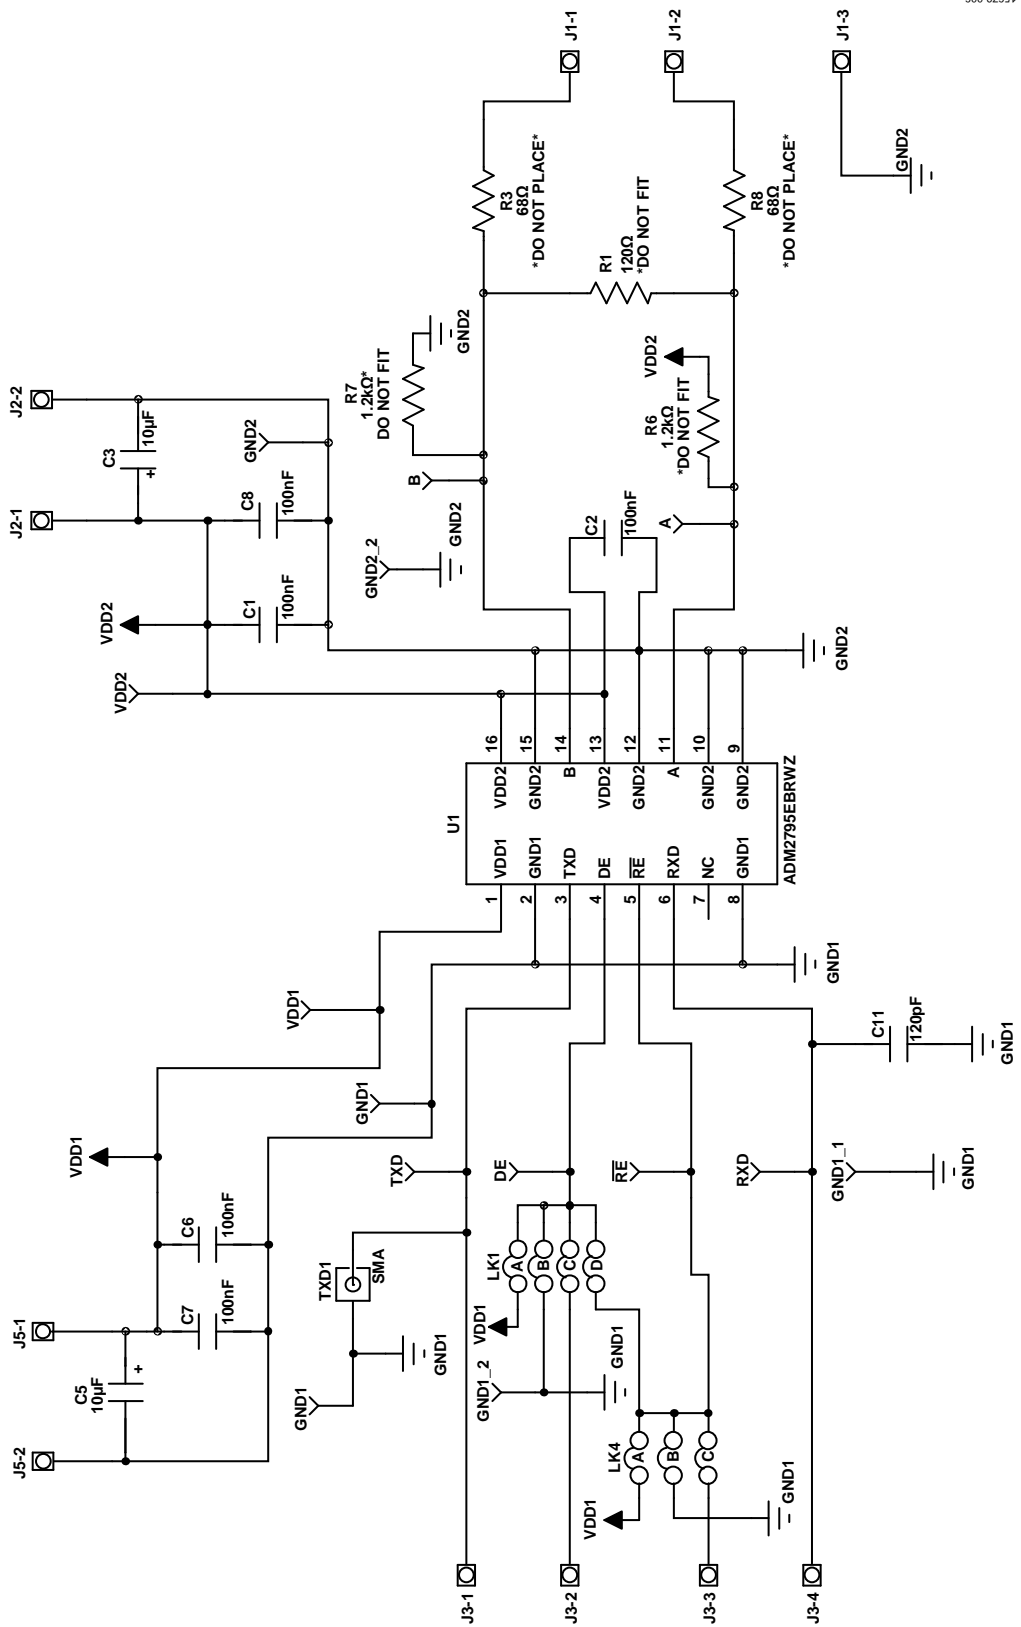 J5-2
J5-1
C5
10µF
+
C7
100nF
C6
100nF
VDD1
VDD1
GND1
TXD1
SMA
GND1
GND1
TXD
J3-1
LK1
A
B
C
D
VDD1
DE
GND1_2
GND1
J3-2
LK4
A
B
C
VDD1
RE
GND1
J3-3
J3-4
RXD
GND1_1
GND1
C11
120pF
GND1
GND1
U1
1
2
3
4
5
6
7
8
VDD1
GND1
TXD
DE
RE
RXD
NC
GND1
VDD2
GND2
B
VDD2
GND2
A
GND2
GND2
16
15
14
13
12
11
10
9
ADM2795EBRWZ
VDD2
VDD2
C1
100nF
C8
100nF
GND2
J2-1
C3
10µF
+
J2-2
GND2_2
GND2
B
R7
1.2kΩ*
DO NOT FIT
GND2
C2
100nF
A
R6
1.2kΩ
*DO NOT FIT
VDD2
R1
120Ω
*DO NOT FIT
R3
68Ω
*DO NOT PLACE*
R8
68Ω
*DO NOT PLACE*
GND2
J1-1
J1-2
J1-3
GND2